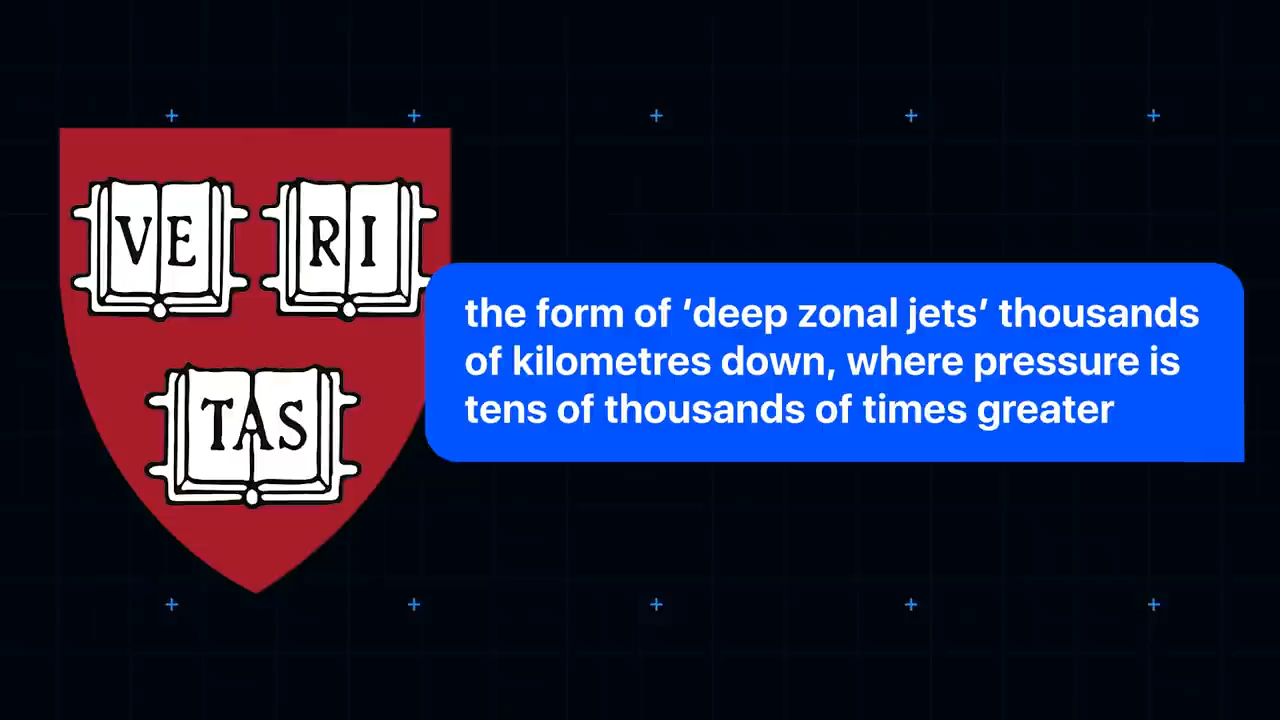 VE RI
TAS
the form of ‘deep zonal jets’ thousands
of kilometres down, where pressure is
tens of thousands of times greater